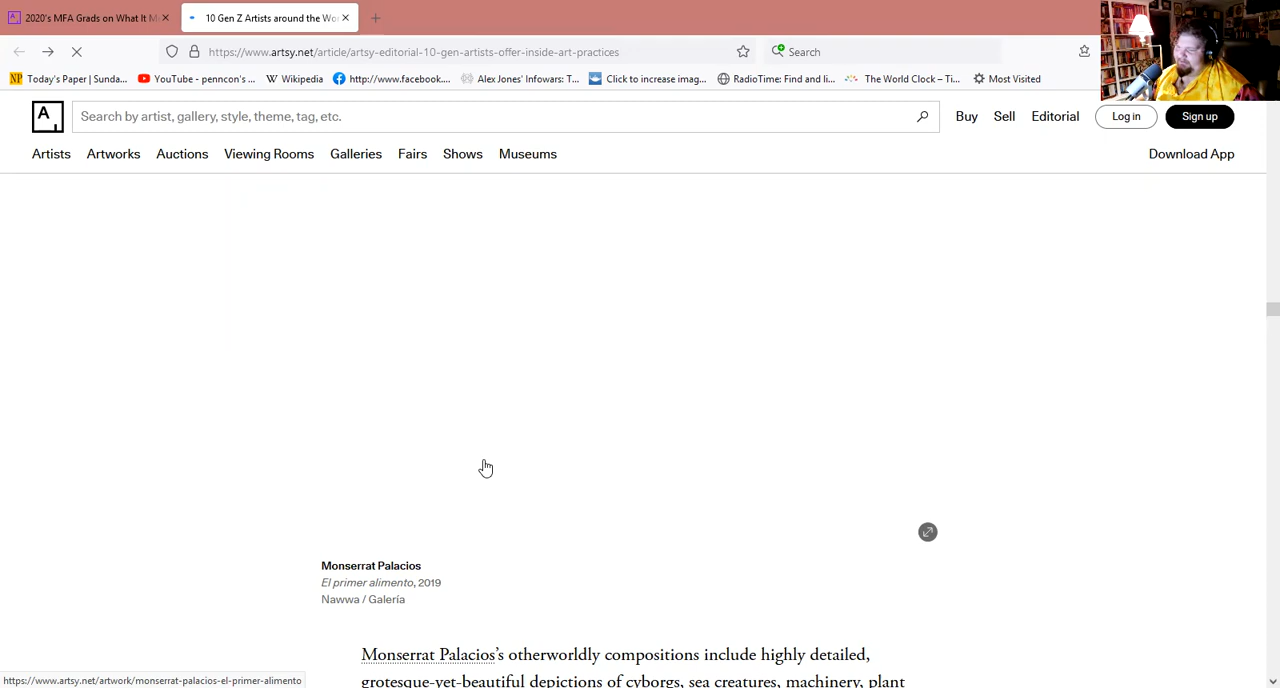 2020's MFA Grads on What It M
10 Gen Z Artists around the Wor
https://www.artsy.net/article/artsy-editorial-10-gen-artists-offer-inside-art-practices
Search
Today's Paper | Sunda...
YouTube - penncon's ...
Wikipedia
http://www.facebook....
Alex Jones' Infowars: T...
Click to increase imag...
RadioTime: Find and li...
The World Clock — Ti...
Most Visited
A
Search by artist, gallery, style, theme, tag, etc.
Buy
Sell
Editorial
Log in
Sign up
Artists
Artworks
Auctions
Viewing Rooms
Galleries
Fairs
Shows
Museums
Download App
Monserrat Palacios
El primer alimento, 2019
Nawwa / Galería
Monserrat Palacios's otherworldly compositions include highly detailed,
grotesque-yet-beautiful depictions of cyborgs, sea creatures, machinery, plant
https://www.artsy.net/artwork/monserrat-palacios-el-primer-alimento